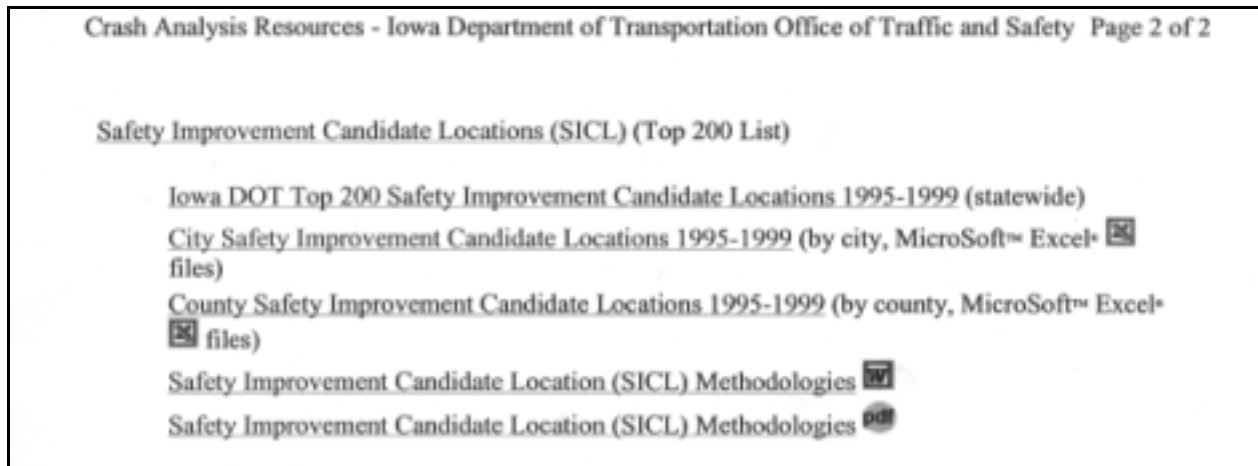 Crash Analysis Resources - Iowa Department of Transportation Office of Traffic and Safety Page 2 of 2
Safety Improvement Candidate Locations (SICL) (Top 200 List)
Iowa DOT Top 200 Safety Improvement Candidate Locations 1995-1999 (statewide)
City Safety Improvement Candidate Locations 1995-1999 (by city, MicroSoft™ Excel®
files)
County Safety Improvement Candidate Locations 1995-1999 (by county, MicroSoft™ Excel®
files)
Safety Improvement Candidate Location (SICL) Methodologies W
Safety Improvement Candidate Location (SICL) Methodologies pdf